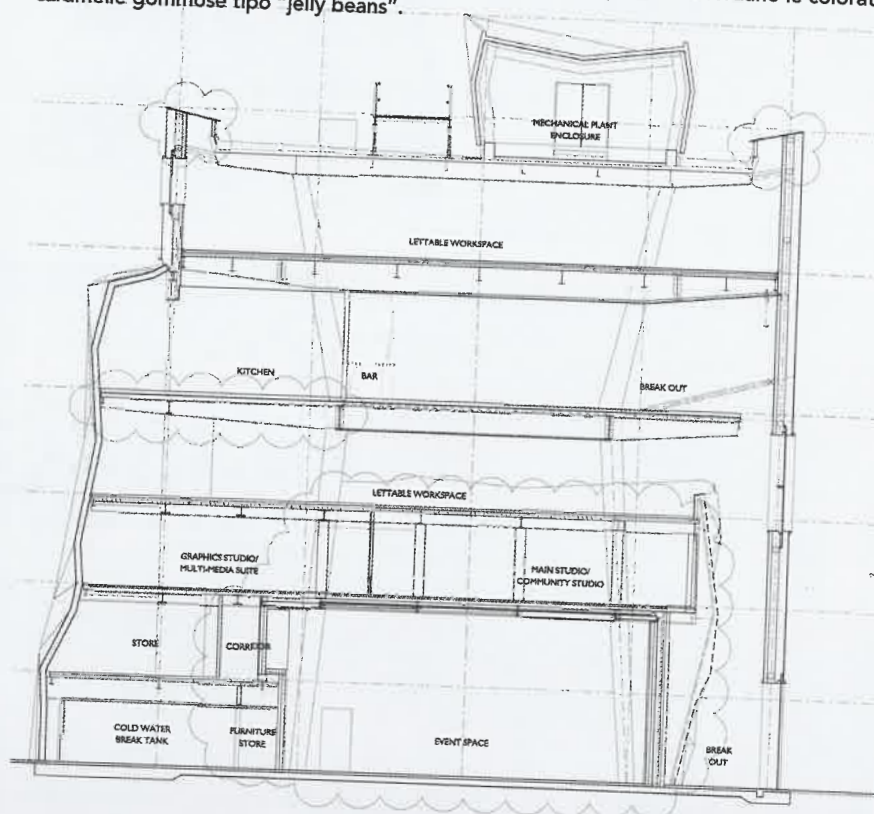 caramelle gommose tipo "jelly beans".
MECHANICAL PLANT
ENCLOSURE
LETTABLE WORKSPACE
KITCHEN
BAR
BREAK OUT
LETTABLE WORKSPACE
GRAPHICS STUDIO/
MULTI-MEDIA SUITE
MAIN STUDIO/
COMMUNITY STUDIO
STORE
CORRIDOR
COLD WATER
BREAK TANK
FURNITURE
STORE
EVENT SPACE
BREAK
OUT